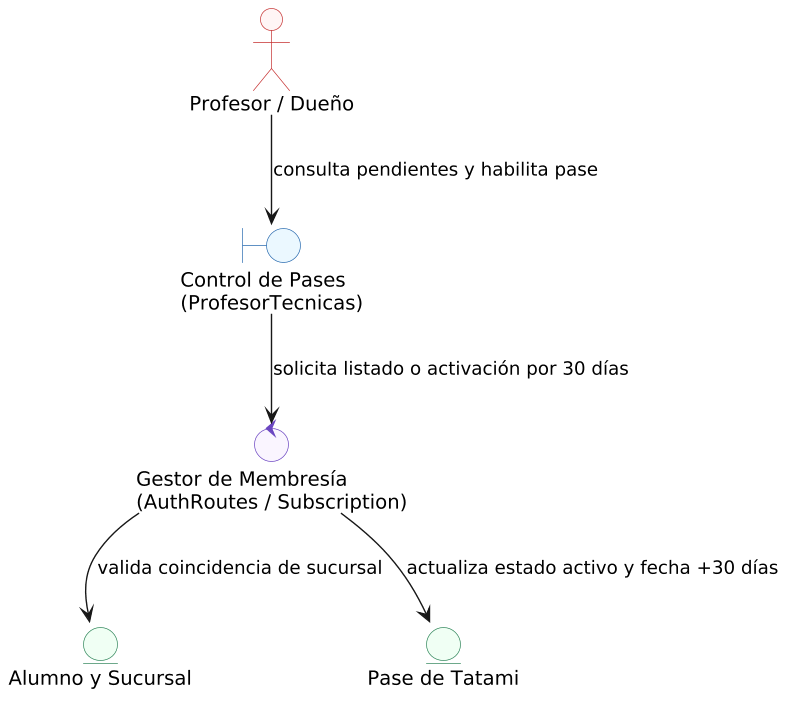 Profesor / Dueño
consulta pendientes y habilita pase
Control de Pases
(ProfesorTecnicas)
solicita listado o activación por 30 días
Gestor de Membresía
(AuthRoutes / Subscription)
valida coincidencia de sucursal
actualiza estado activo y fecha +30 días
Alumno y Sucursal
Pase de Tatami